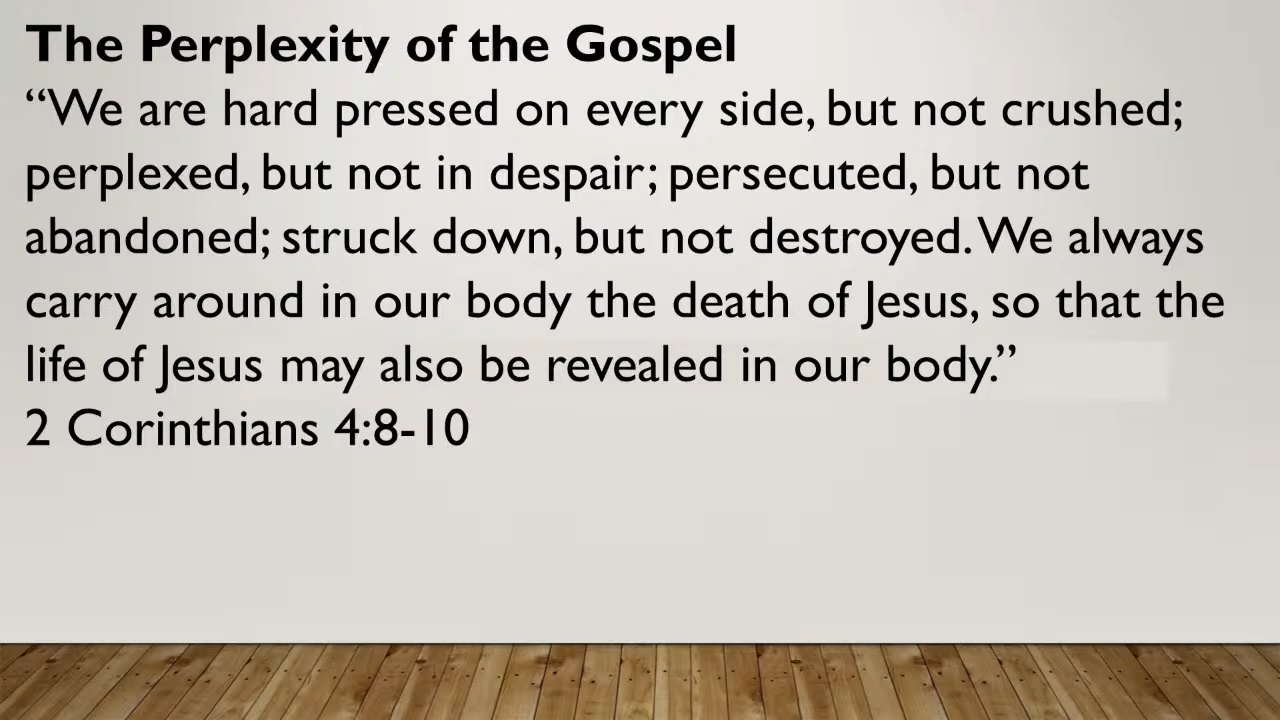 The Perplexity of the Gospel
“We are hard pressed on every side, but not crushed;
perplexed, but not in despair; persecuted, but not
abandoned; struck down, but not destroyed. We always
carry around in our body the death of Jesus, so that the
life of Jesus may also be revealed in our body.”
2 Corinthians 4:8-10